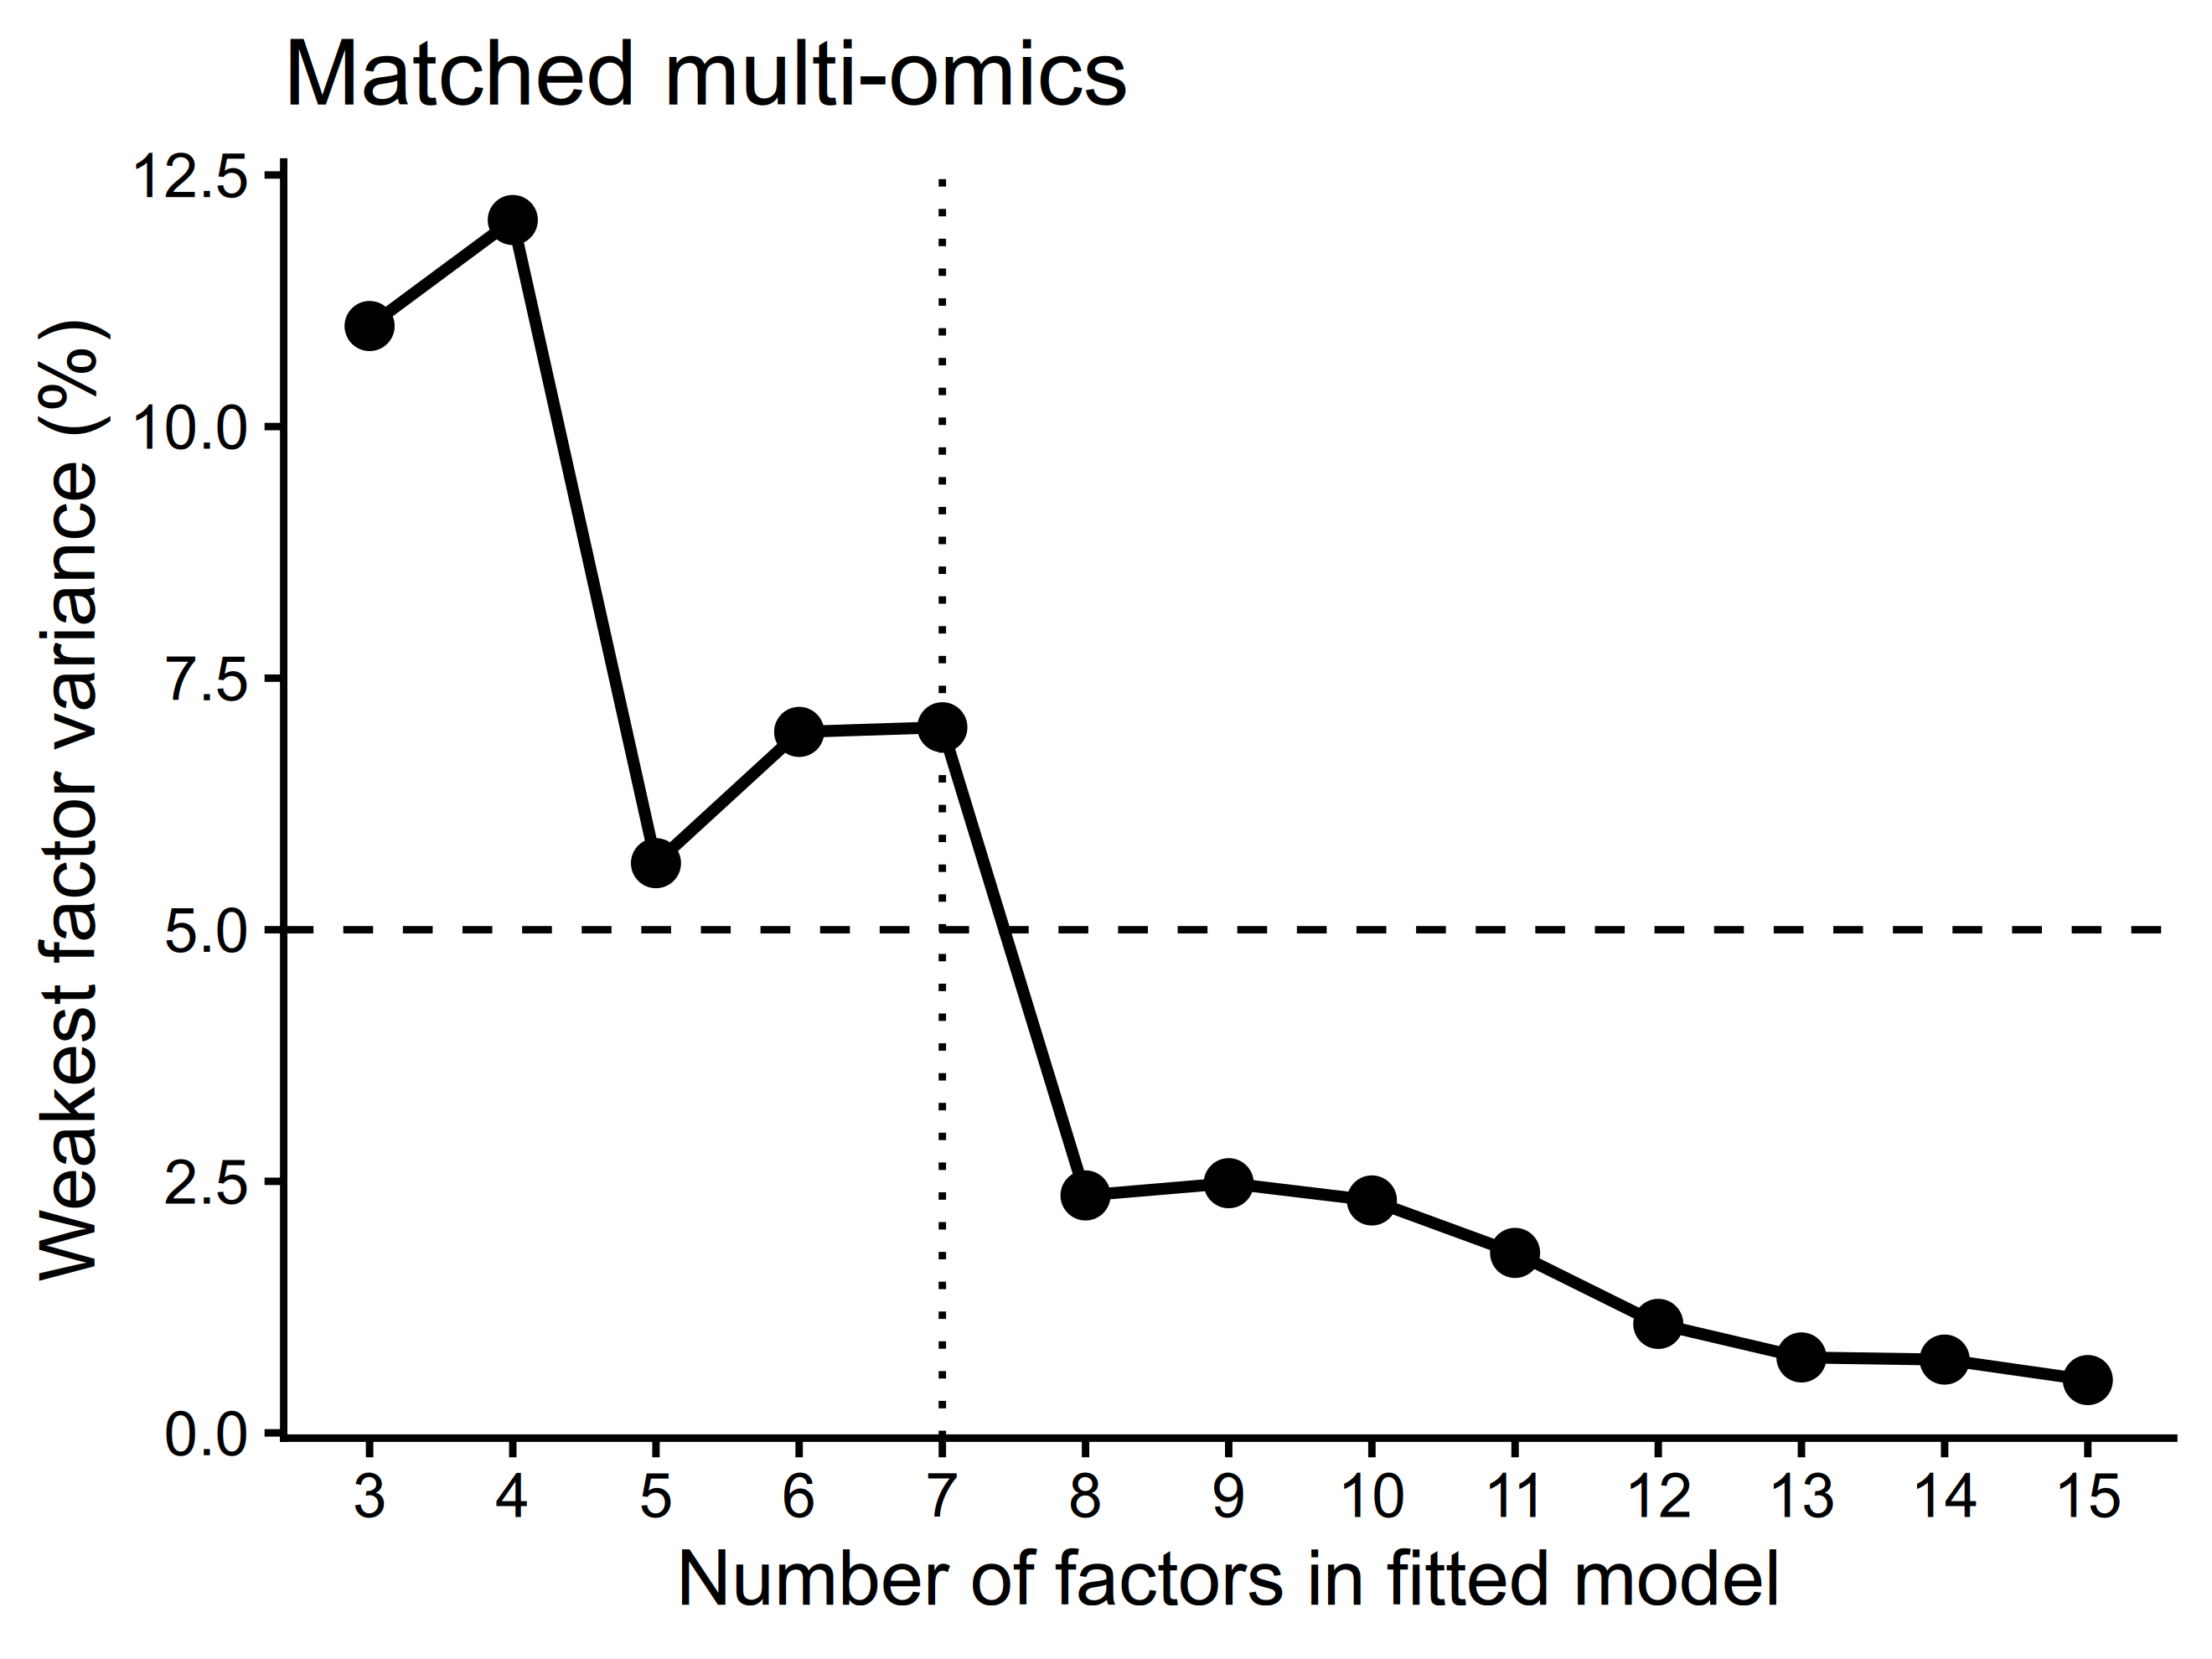 Matched multi-omics
Weakest factor variance (%)
12.5
10.0
7.5
5.0
2.5
0.0
3 4 5 6 7 8 9 10 11 12 13 14 15
Number of factors in fitted model